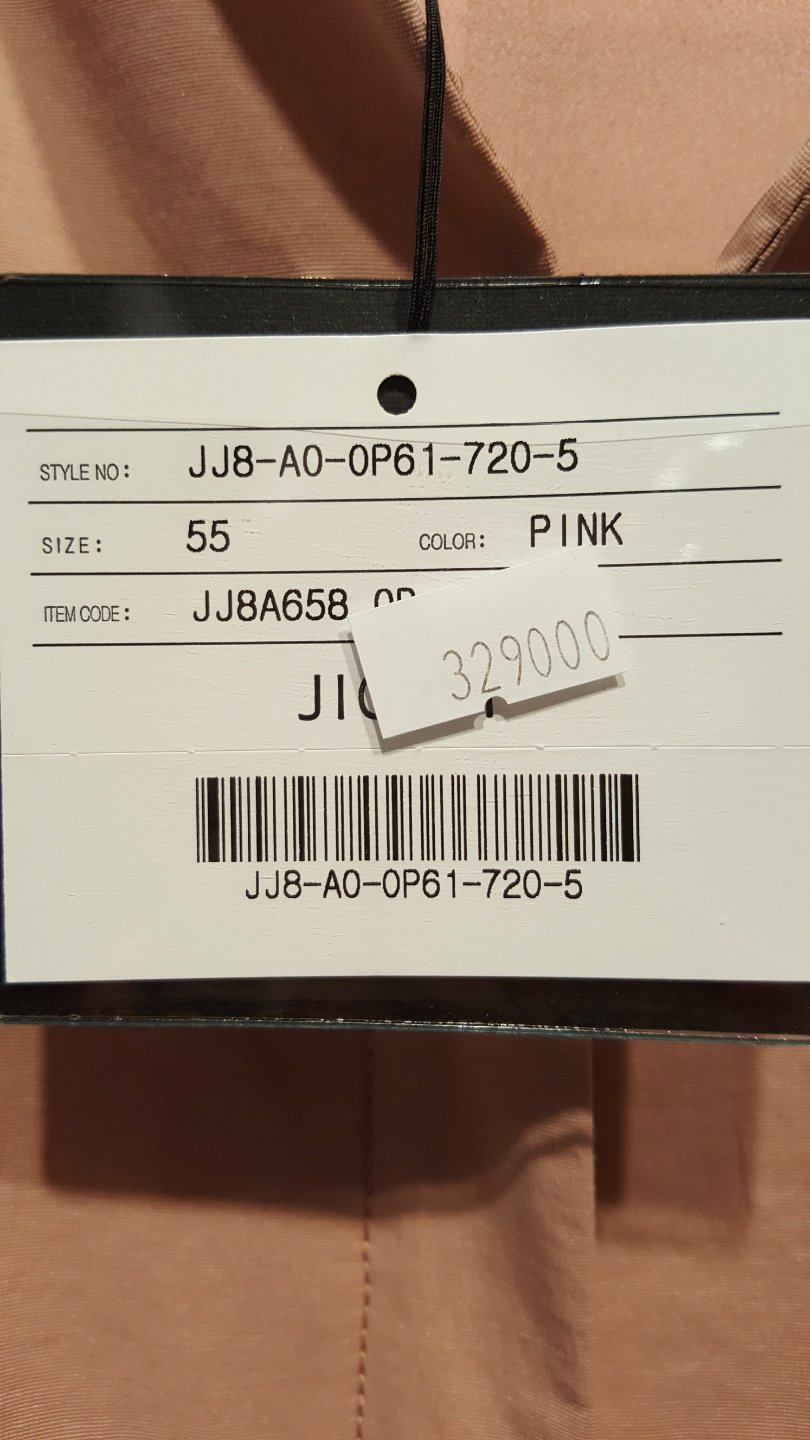 STYLE NO: JJ8-A0-0P61-720-5
SIZE: 55 COLOR: PINK
ITEM CODE: JJ8A658
329000
JJ8-A0-0P61-720-5